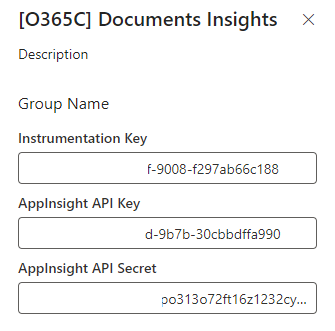 [O365C] Documents Insights
Description
Group Name
Instrumentation Key
f-9008-f297ab66c188
AppInsight API Key
d-9b7b-30cbbdffa990
AppInsight API Secret
po313o72ft16z1232cy...